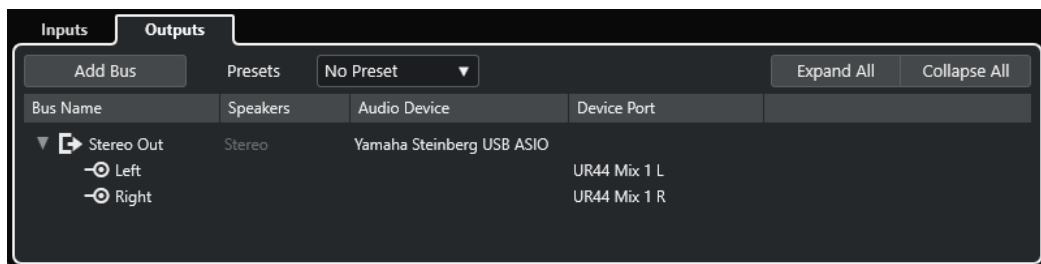 Inputs Outputs
Add Bus Presets No Preset Expand All Collapse All
Bus Name Speakers Audio Device Device Port
Stereo Out Stereo Yamaha Steinberg USB ASIO
Left UR44 Mix 1 L
Right UR44 Mix 1 R